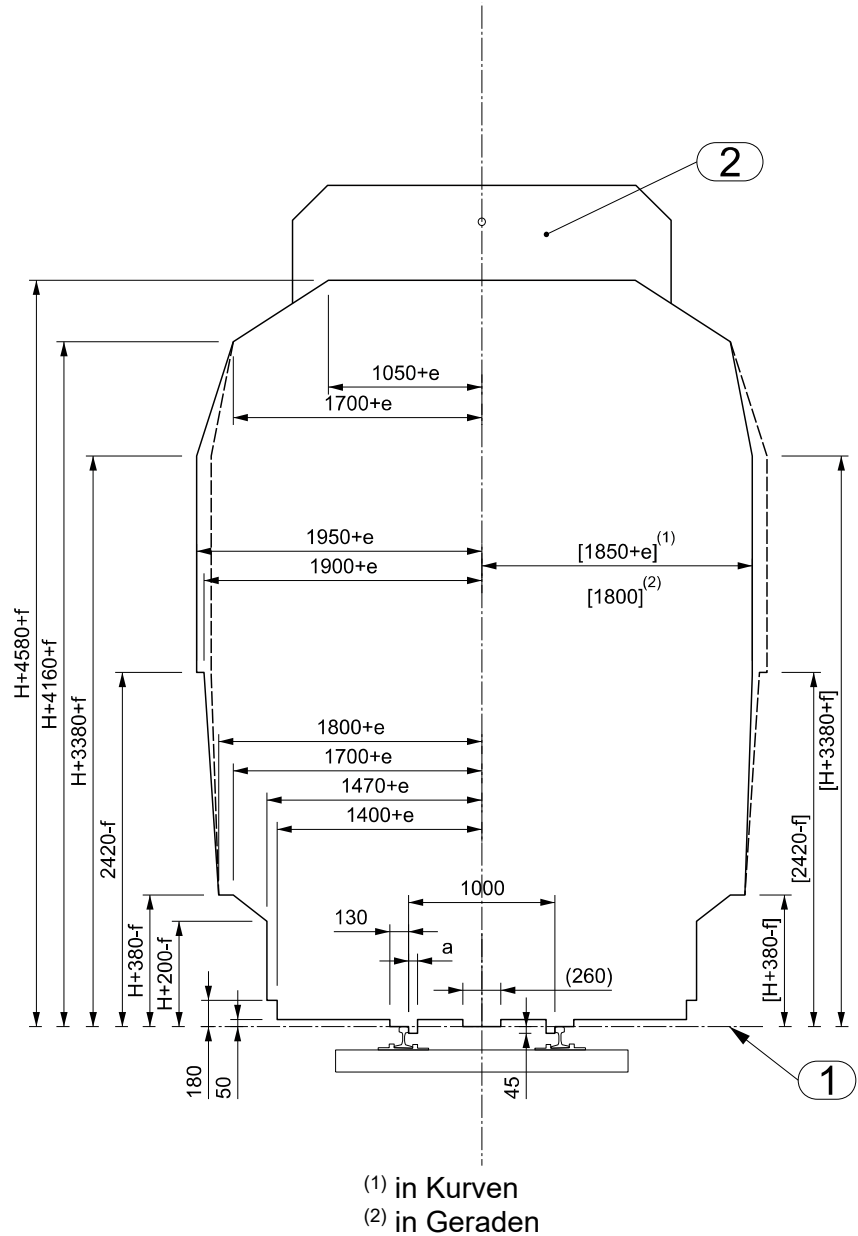 2
1050+e
1700+e
1950+e
[1850+e](1)
1900+e
[1800](2)
H+4580+f
H+4160+f
H+3380+f
[H+3380+f]
1800+e
1700+e
1470+e
1400+e
2420-f
[2420-f]
1000
130
a
(260)
H+380-f
H+200-f
[H+380-f]
180
50
45
1
(1) in Kurven
(2) in Geraden